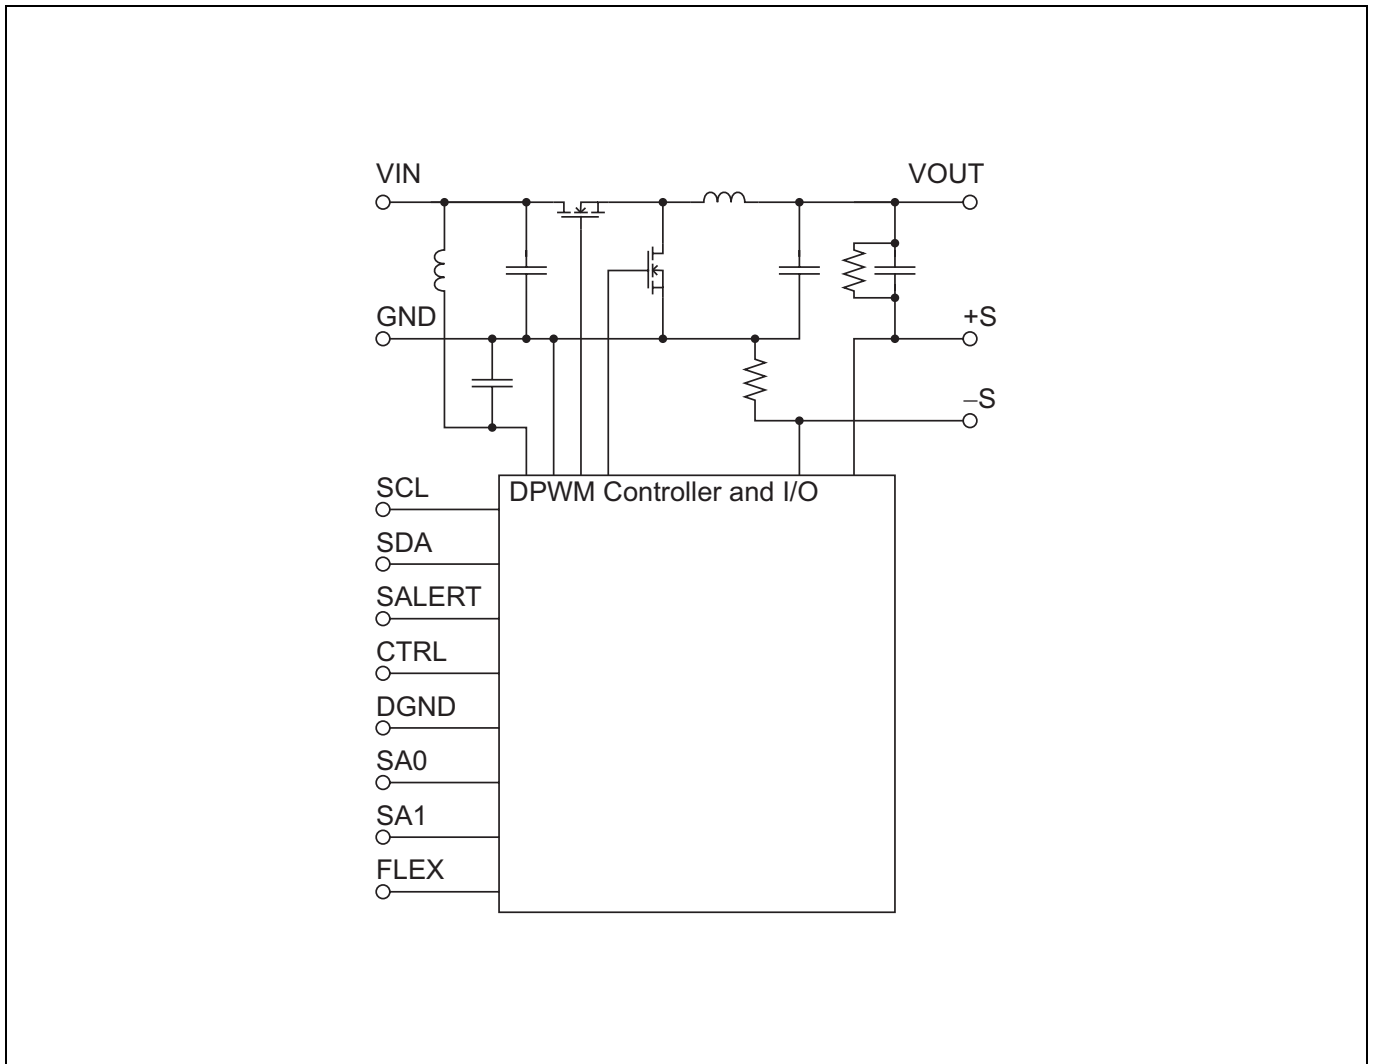 VIN
VOUT
GND
+S
–S
DPWM Controller and I/O
SCL
SDA
SALERT
CTRL
DGND
SA0
SA1
FLEX